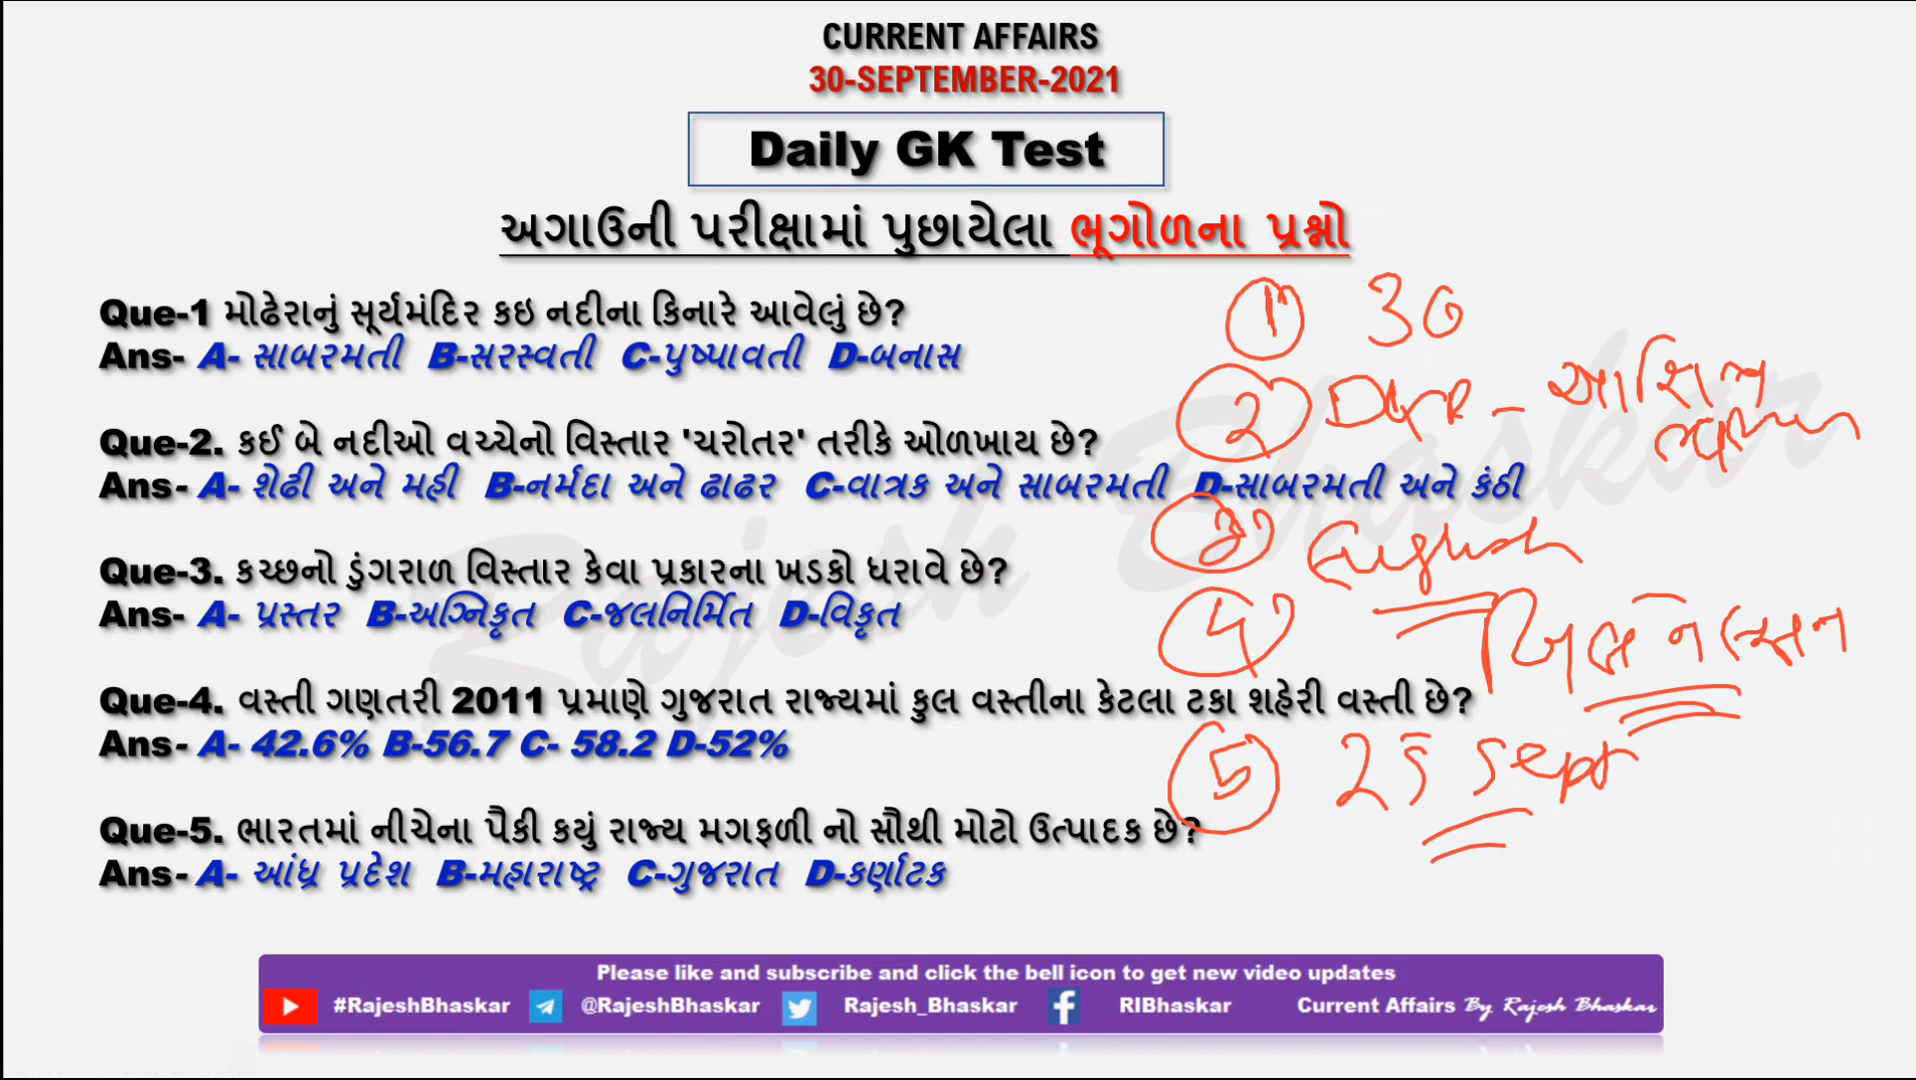 CURRENT AFFAIRS
30-SEPTEMBER-2021
Daily GK Test
અગાઉની પરીક્ષામાં પુછાયેલા ભૂગોળના પ્રશ્નો
Que-1 મોઢેરાનું સૂર્યમંદિર કઇ નદીના કિનારે આવેલું છે?
Ans- A- સાબરમતી B-સરસ્વતી C-પુષ્પાવતી D-બનાસ
1 30
Que-2. કઈ બે નદીઓ વચ્ચેનો વિસ્તાર 'ચરોતર' તરીકે ઓળખાય છે?
Ans- A- શેઢી અને મહી B-નર્મદા અને ઢાઢર C-વાત્રક અને સાબરમતી D-સાબરમતી અને કંઠી
2
Que-3. કચ્છનો ડુંગરાળ વિસ્તાર કેવા પ્રકારના ખડકો ધરાવે છે?
Ans- A- પ્રસ્તર B-અગ્નિકૃત C-જલનિર્મિત D-વિકૃત
3
4
Que-4. વસ્તી ગણતરી 2011 પ્રમાણે ગુજરાત રાજ્યમાં કુલ વસ્તીના કેટલા ટકા શહેરી વસ્તી છે?
Ans- A- 42.6% B-56.7 C- 58.2 D-52%
5 25 Sept
Que-5. ભારતમાં નીચેના પૈકી કયું રાજ્ય મગફળી નો સૌથી મોટો ઉત્પાદક છે?
Ans- A- આંધ્ર પ્રદેશ B-મહારાષ્ટ્ર C-ગુજરાત D-કર્ણાટક
Rajesh Bhaskar
Please like and subscribe and click the bell icon to get new video updates
#RajeshBhaskar @RajeshBhaskar Rajesh_Bhaskar RIBhaskar Current Affairs By Rajesh Bhaskar